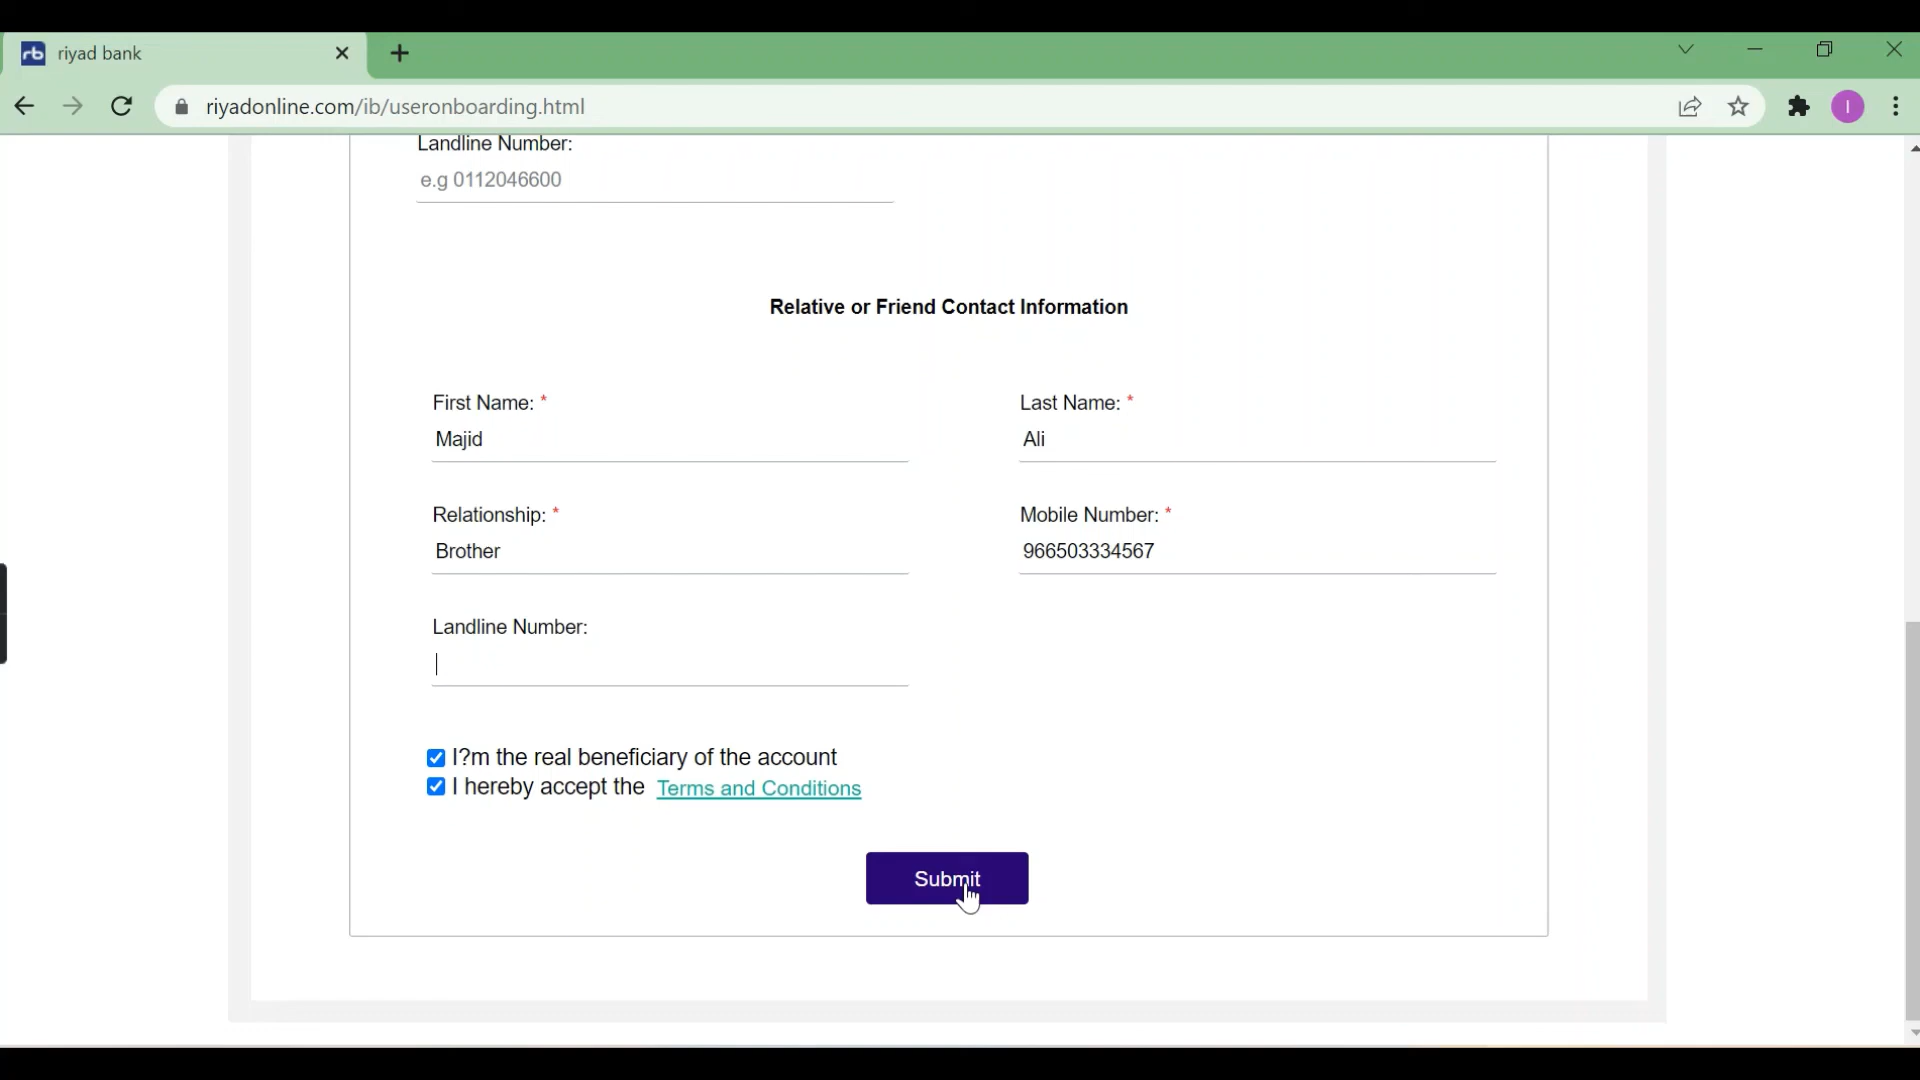 rb riyad bank
riyadonline.com/ib/useronboarding.html
I
Landline Number:
e.g 0112046600
Relative or Friend Contact Information
First Name: * Last Name: *
Majid Ali
Relationship: * Mobile Number: *
Brother 966503334567
Landline Number:
I?m the real beneficiary of the account
I hereby accept the Terms and Conditions
Submit